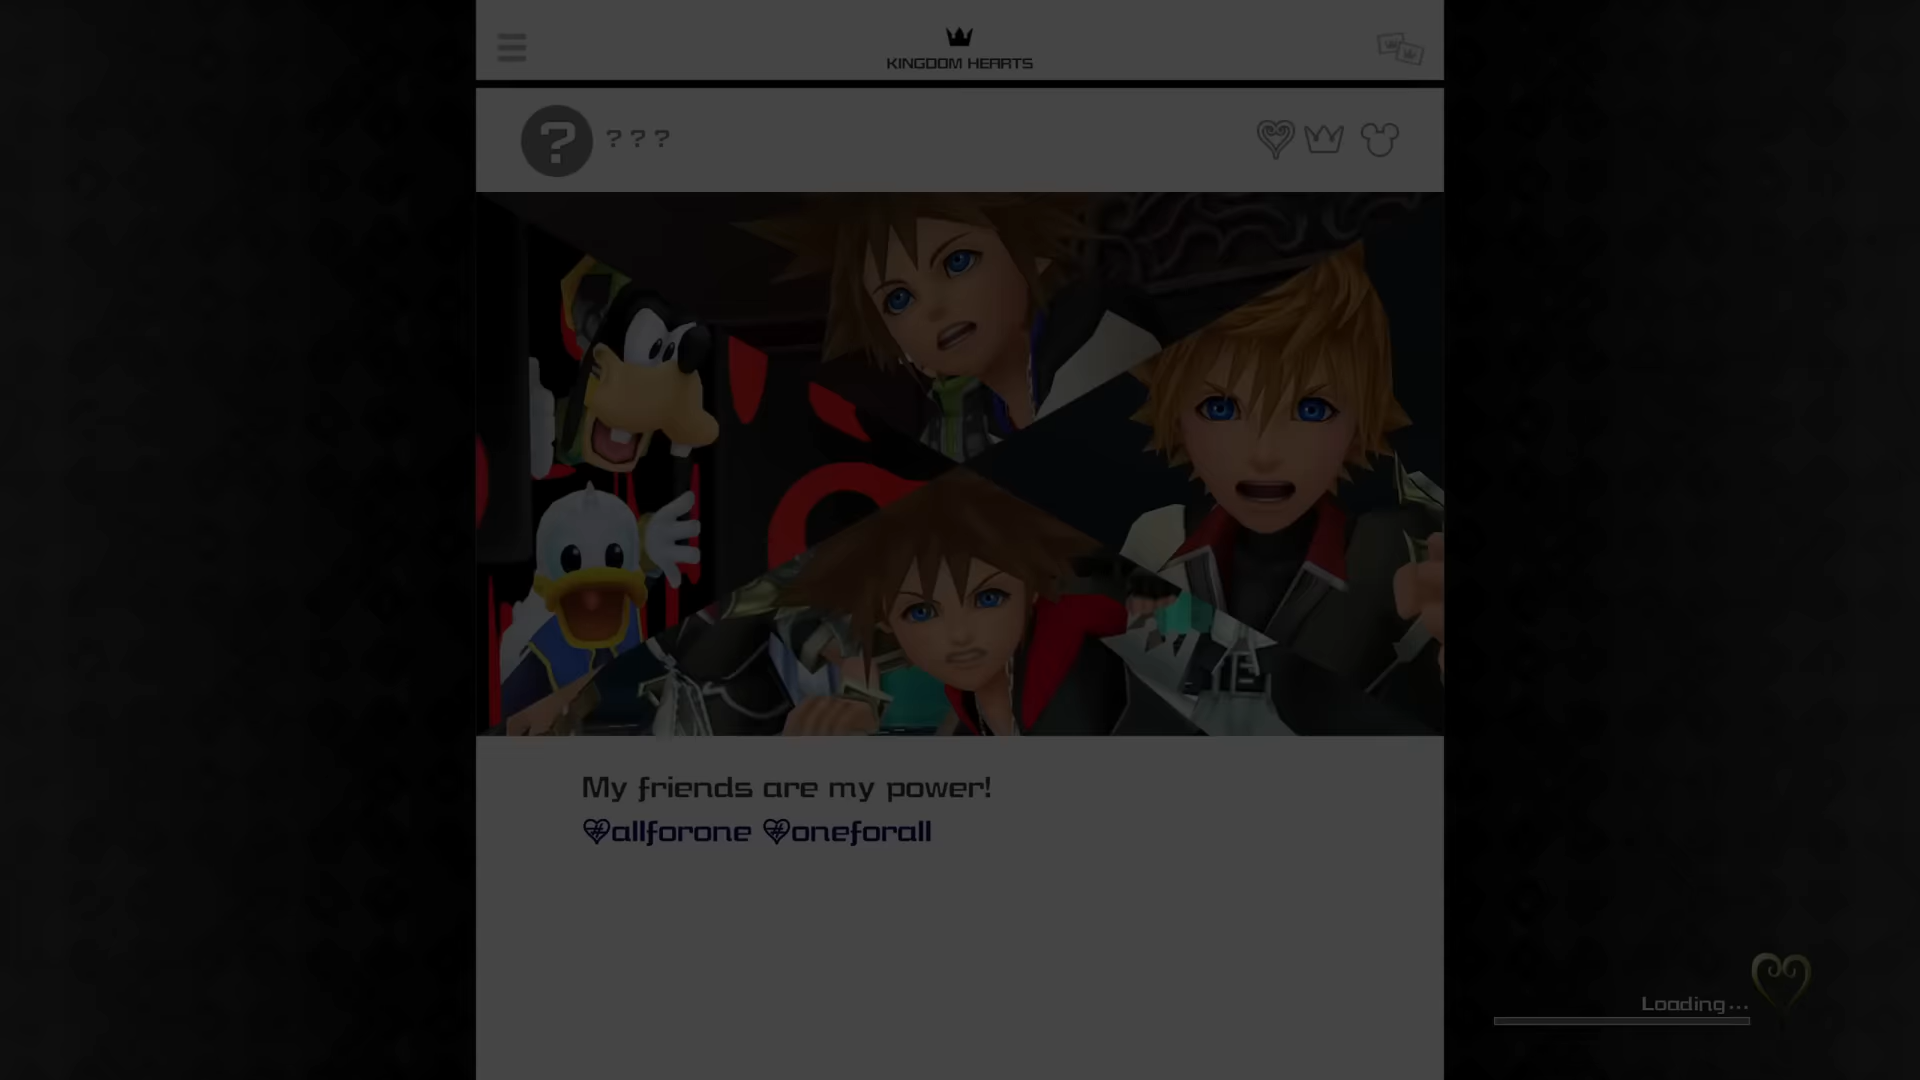 KINGDOM HEARTS
?
? ? ?
My friends are my power!
#allforone #oneforall
Loading...